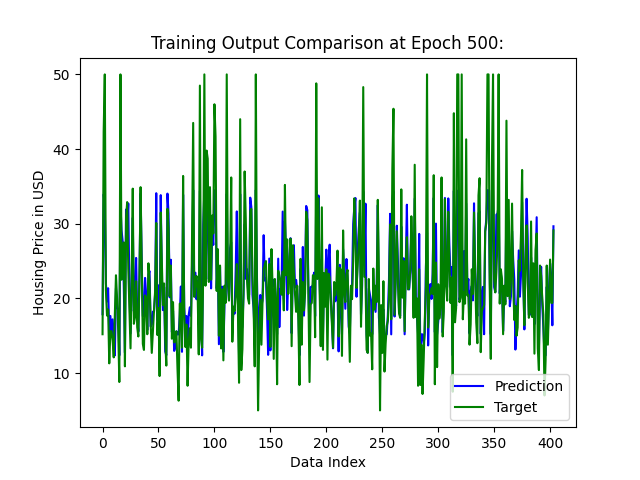 Training Output Comparison at Epoch 500:
50
40
30
20
10
Housing Price in USD
0 50 100 150 200 250 300 350 400
Data Index
Prediction
Target